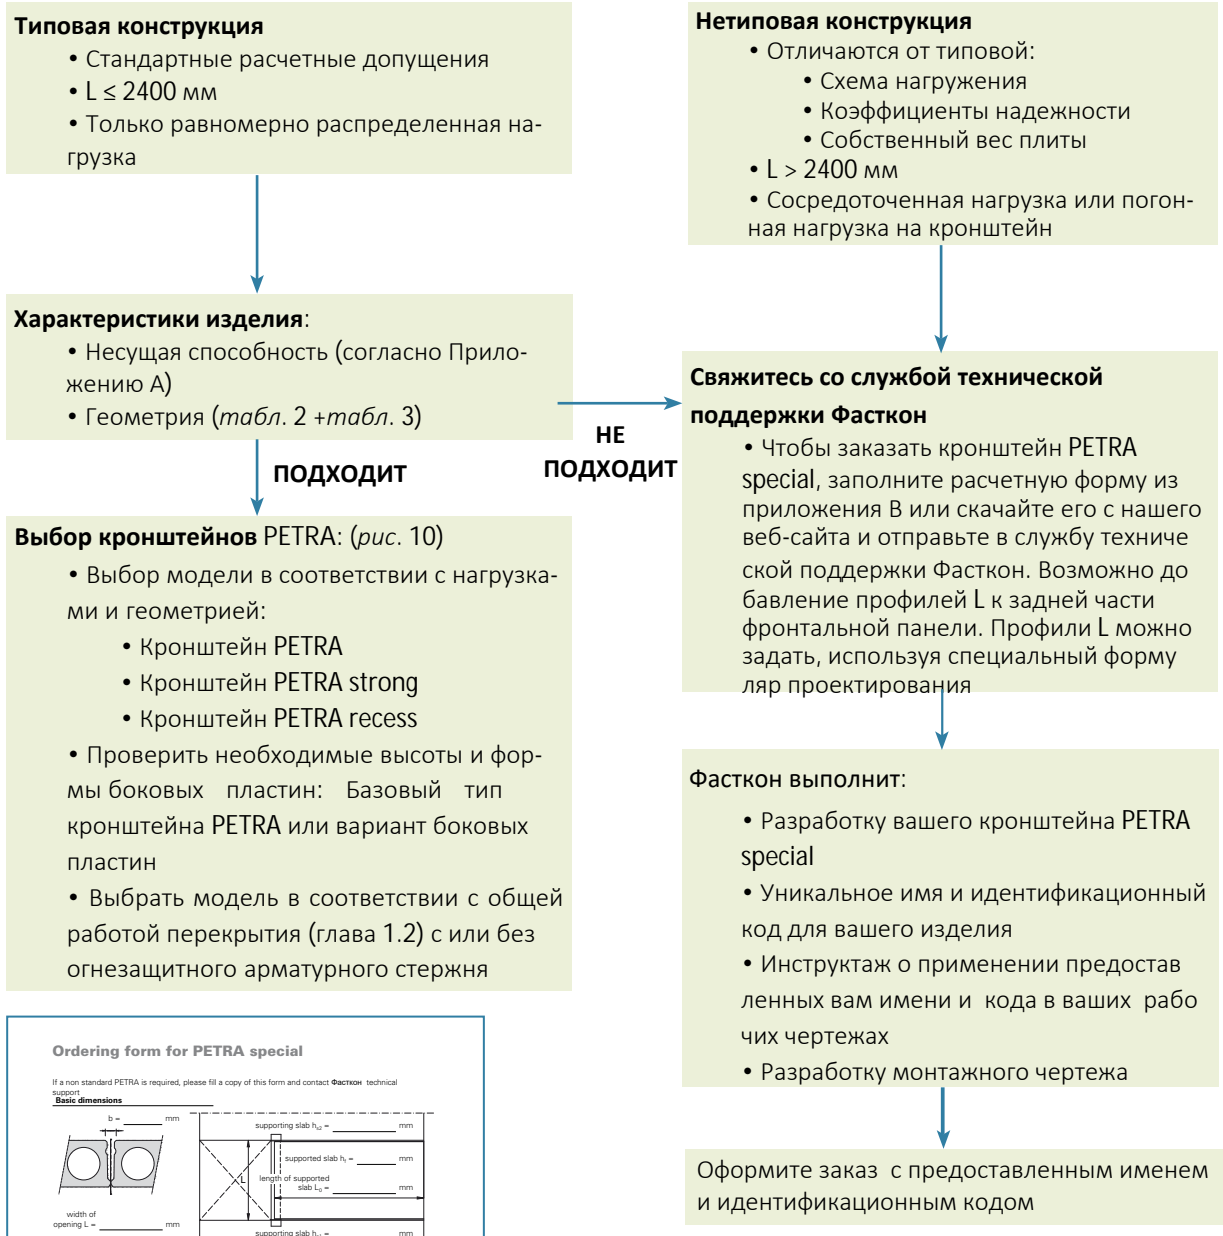 Типовая конструкция
• Стандартные расчетные допущения
• L ≤ 2400 мм
• Только равномерно распределенная на-
грузка
Характеристики изделия:
• Несущая способность (согласно Прило-
жению А)
• Геометрия (табл. 2 +табл. 3)
НЕ
ПОДХОДИТ
ПОДХОДИТ
Выбор кронштейнов PETRA: (рис. 10)
• Выбор модели в соответствии с нагрузка-
ми и геометрией:
• Кронштейн PETRA
• Кронштейн PETRA strong
• Кронштейн PETRA recess
• Проверить необходимые высоты и фор-
мы боковых пластин: Базовый тип
кронштейна PETRA или вариант боковых
пластин
• Выбрать модель в соответствии с общей
работой перекрытия (глава 1.2) с или без
огнезащитного арматурного стержня
Нетиповая конструкция
• Отличаются от типовой:
• Схема нагружения
• Коэффициенты надежности
• Собственный вес плиты
• L > 2400 мм
• Сосредоточенная нагрузка или погон-
ная нагрузка на кронштейн
Свяжитесь со службой технической
поддержки Фасткон
• Чтобы заказать кронштейн PETRA
special, заполните расчетную форму из
приложения В или скачайте его с нашего
веб-сайта и отправьте в службу техниче
ской поддержки Фасткон. Возможно до
бавление профилей L к задней части
фронтальной панели. Профили L можно
задать, используя специальный форму
ляр проектирования
Фасткон выполнит:
• Разработку вашего кронштейна PETRA
special
• Уникальное имя и идентификационный
код для вашего изделия
• Инструктаж о применении предостав
ленных вам имени и кода в ваших рабо
чих чертежах
• Разработку монтажного чертежа
Оформите заказ с предоставленным именем
и идентификационным кодом
Ordering form for PETRA special
If a non standard PETRA is required, please fill a copy of this form and contact Фасткон technical
support
Basic dimensions
b = mm
supporting slab hs2 = mm
supported slab ht = mm
L
length of supported
slab L0 = mm
width of
opening L = mm
supporting slab mm